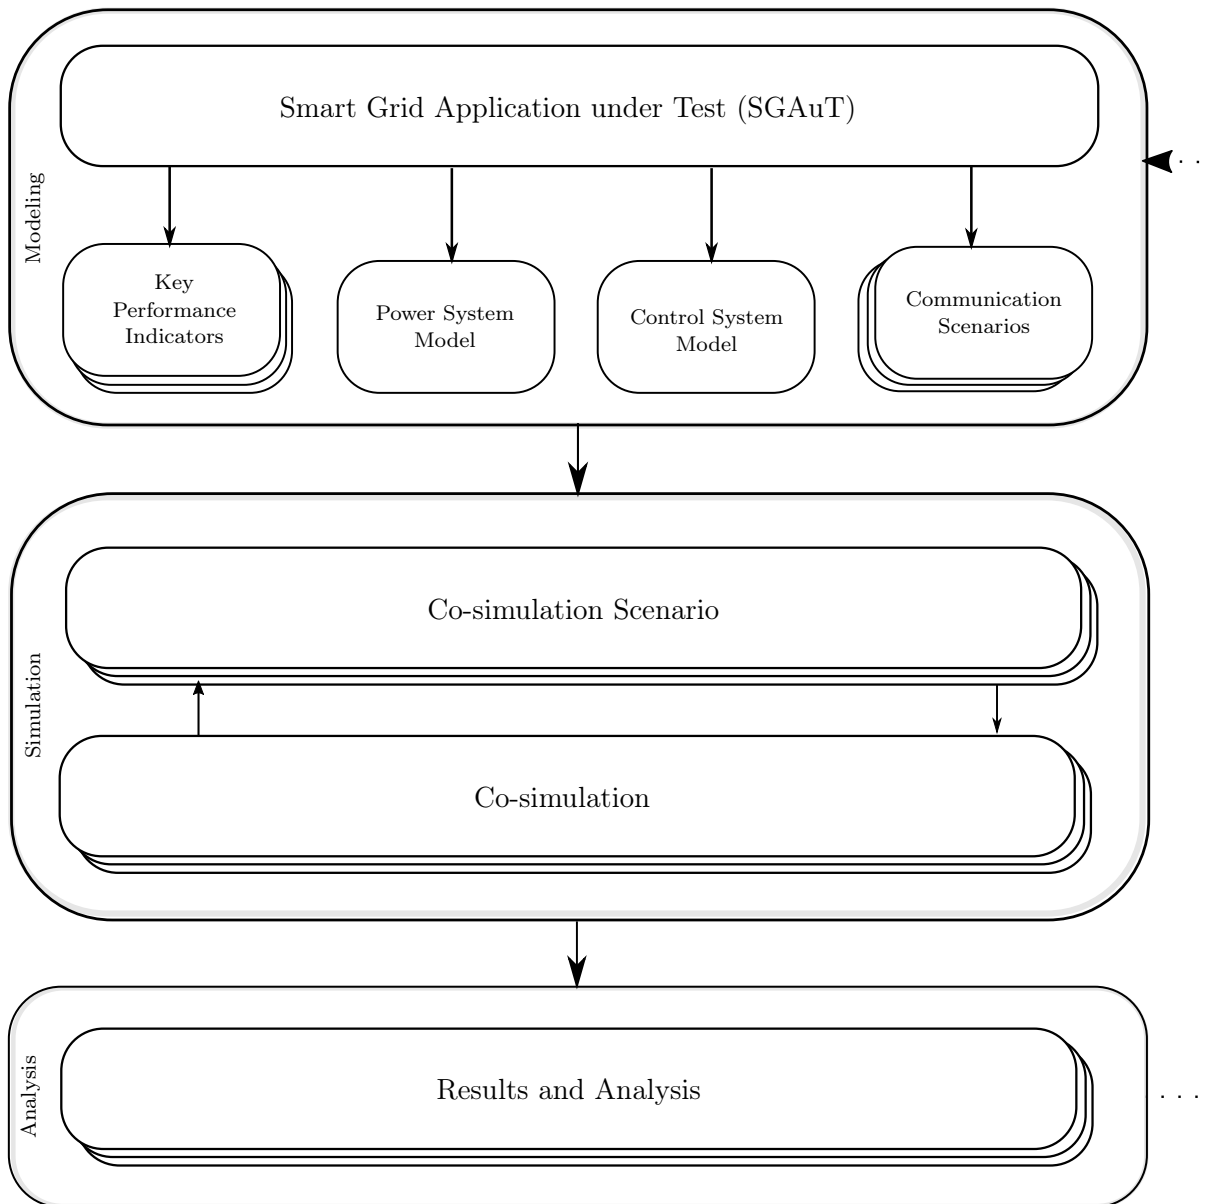 Smart Grid Application under Test (SGAuT)
Modeling
Key
Performance
Indicators
Power System
Model
Control System
Model
Communication
Scenarios
Simulation
Co-simulation Scenario
Co-simulation
Analysis
Results and Analysis